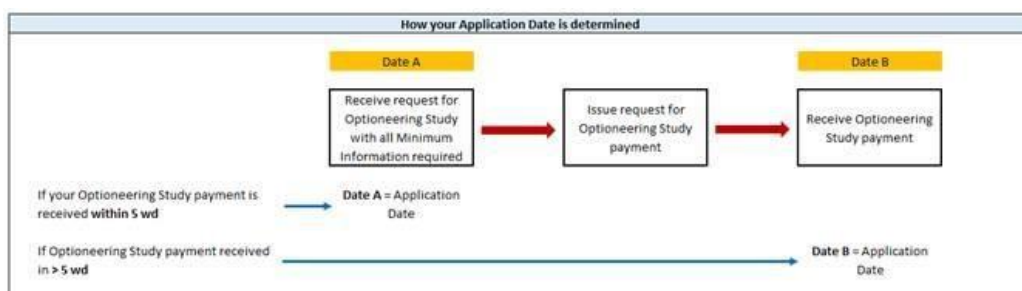 How your Application Date is determined
Date A
Date B
Receive request for
Optioneering Study
with all Minimum
Information required
Issue request for
Optioneering Study
payment
Receive Optioneering
Study payment
If your Optioneering Study payment is
received within 5 wd
Date A = Application
Date
If Optioneering Study payment received
in > 5 wd
Date B = Application
Date